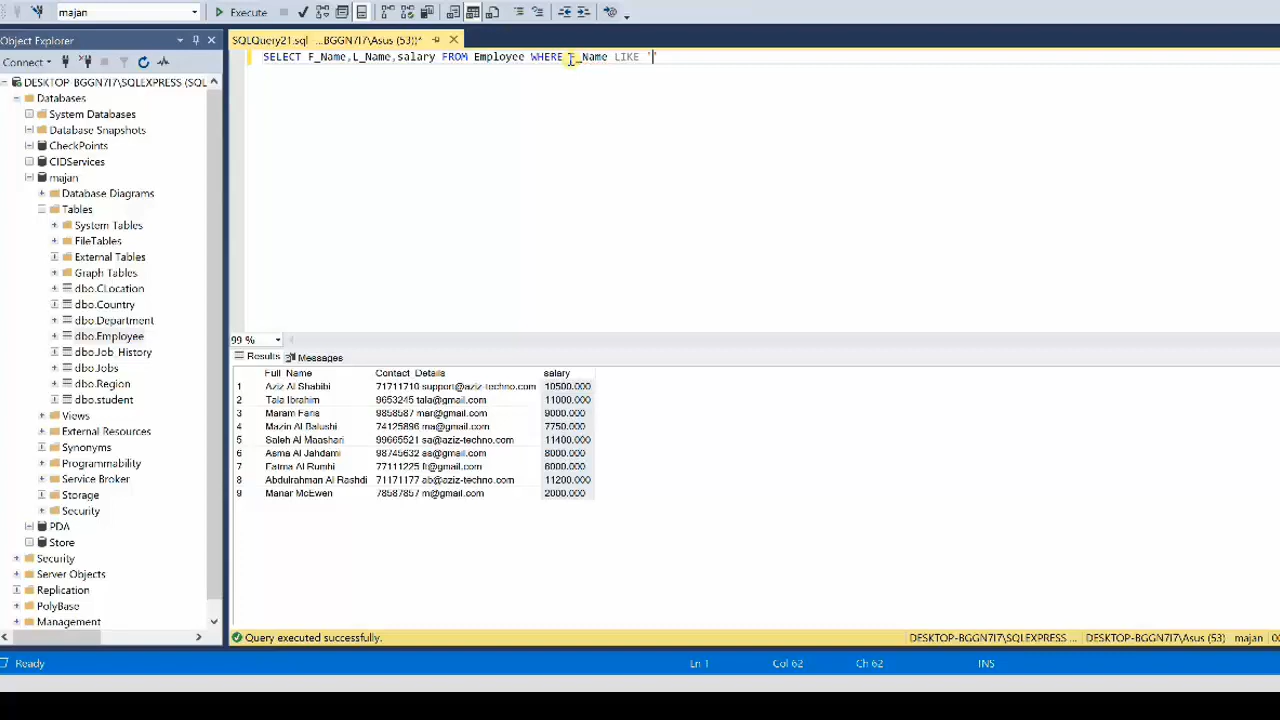 majan
Execute
Object Explorer
SQLQuery21.sql ...BGGN7I7\Asus (53))*
Connect
SELECT F_Name,L_Name,salary FROM Employee WHERE F_Name LIKE '
DESKTOP-BGGN7I7\SQLEXPRESS (SQL
Databases
System Databases
Database Snapshots
CheckPoints
CIDServices
majan
Database Diagrams
Tables
System Tables
FileTables
External Tables
Graph Tables
dbo.CLocation
dbo.Country
dbo.Department
dbo.Employee
dbo.Job_History
dbo.Jobs
dbo.Region
dbo.student
Views
External Resources
Synonyms
Programmability
Service Broker
Storage
Security
PDA
Store
Security
Server Objects
Replication
PolyBase
Management
99 %
Results Messages
Full_Name Contact_Details salary
1 Aziz Al Shabibi 71711710 support@aziz-techno.com 10500.000
2 Tala Ibrahim 9653245 tala@gmail.com 11000.000
3 Maram Faris 9858587 mar@gmail.com 9000.000
4 Mazin Al Balushi 74125896 ma@gmail.com 7750.000
5 Saleh Al Maashari 99665521 sa@aziz-techno.com 11400.000
6 Asma Al Jahdami 98745632 as@gmail.com 8000.000
7 Fatma Al Rumhi 77111225 ft@gmail.com 6000.000
8 Abdulrahman Al Rashdi 71171177 ab@aziz-techno.com 11200.000
9 Manar McEwen 78587857 m@gmail.com 2000.000
Query executed successfully.
DESKTOP-BGGN7I7\SQLEXPRESS ... DESKTOP-BGGN7I7\Asus (53) majan
Ready
Ln 1 Col 62 Ch 62 INS